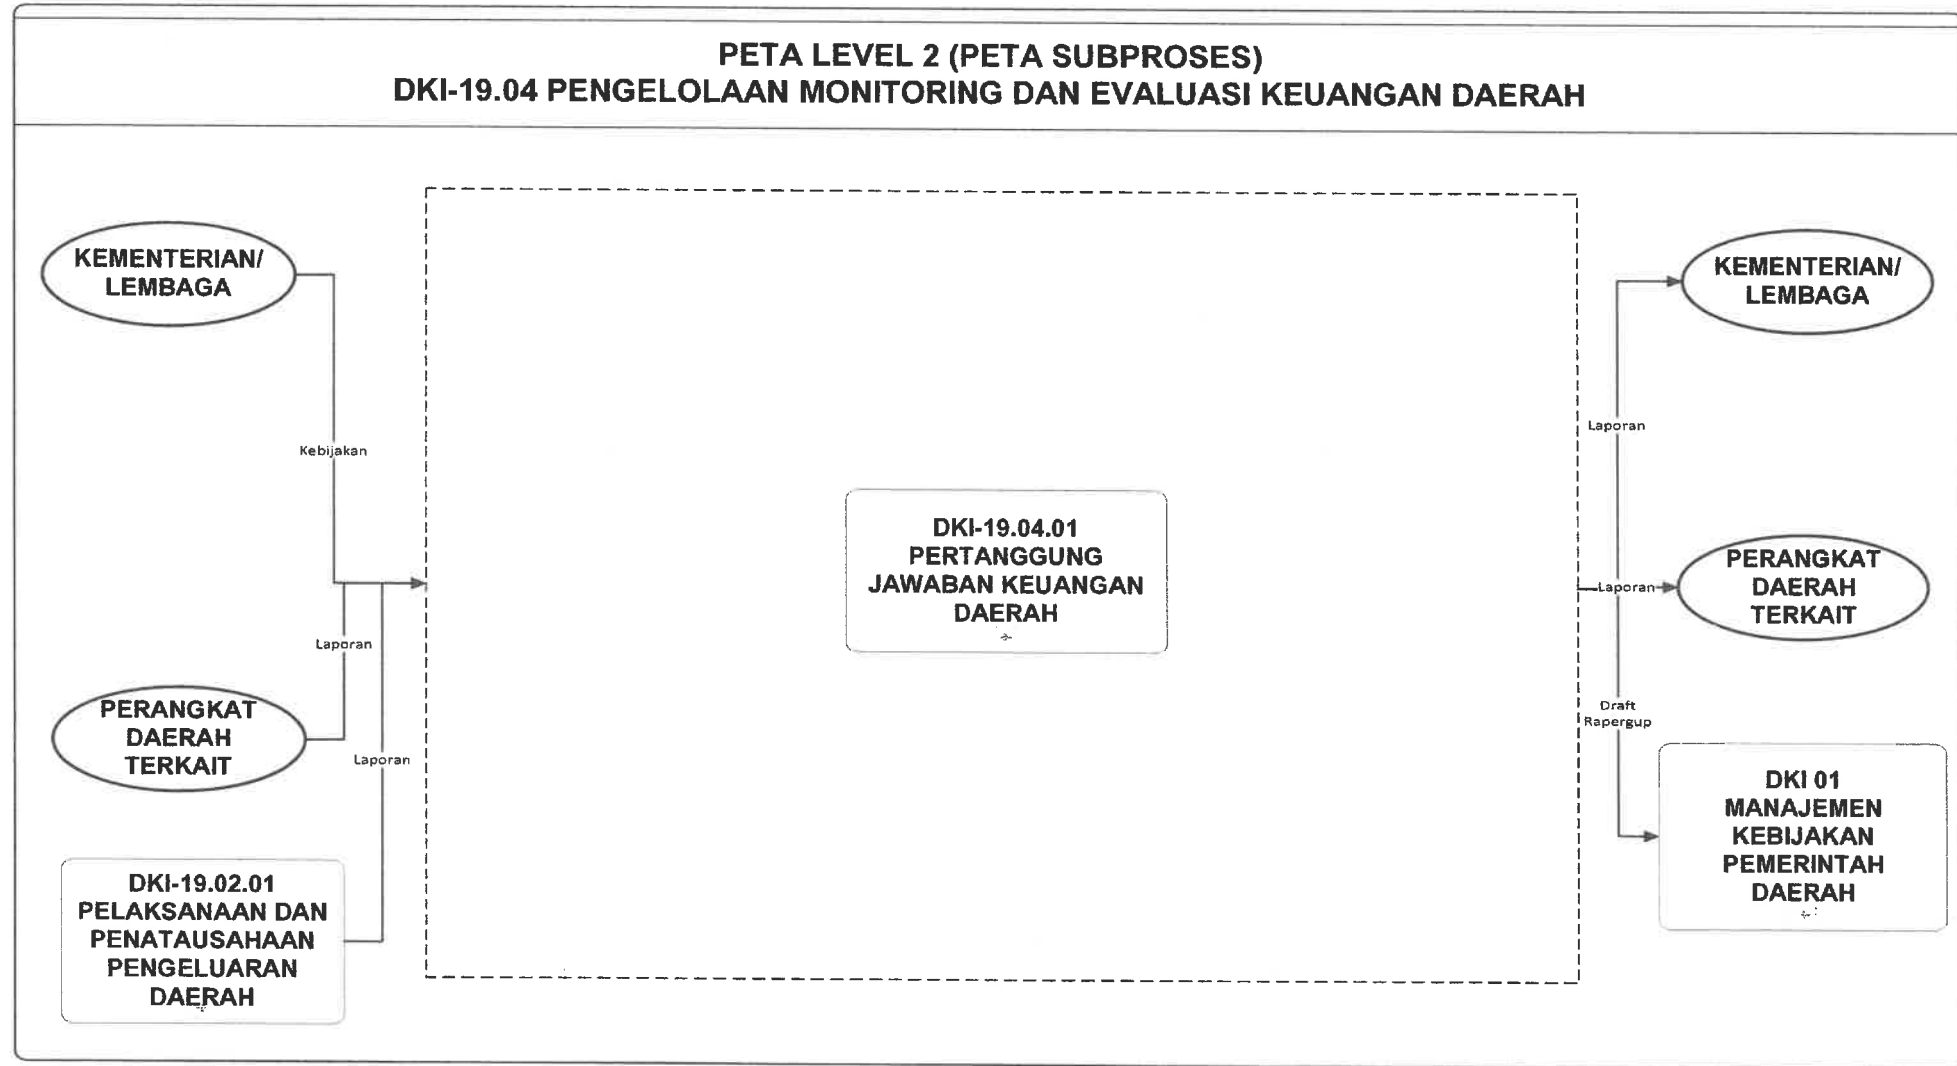 PETA LEVEL 2 (PETA SUBPROSES)
DKI-19.04 PENGELOLAAN MONITORING DAN EVALUASI KEUANGAN DAERAH
KEMENTERIAN/
LEMBAGA
Kebijakan
Laporan
PERANGKAT
DAERAH
TERKAIT
Laporan
DKI-19.02.01
PELAKSANAAN DAN
PENATAUSAHAAN
PENGELUARAN
DAERAH
DKI-19.04.01
PERTANGGUNG
JAWABAN KEUANGAN
DAERAH
KEMENTERIAN/
LEMBAGA
Laporan
Laporan
PERANGKAT
DAERAH
TERKAIT
Draft
Rapergup
DKI 01
MANAJEMEN
KEBIJAKAN
PEMERINTAH
DAERAH